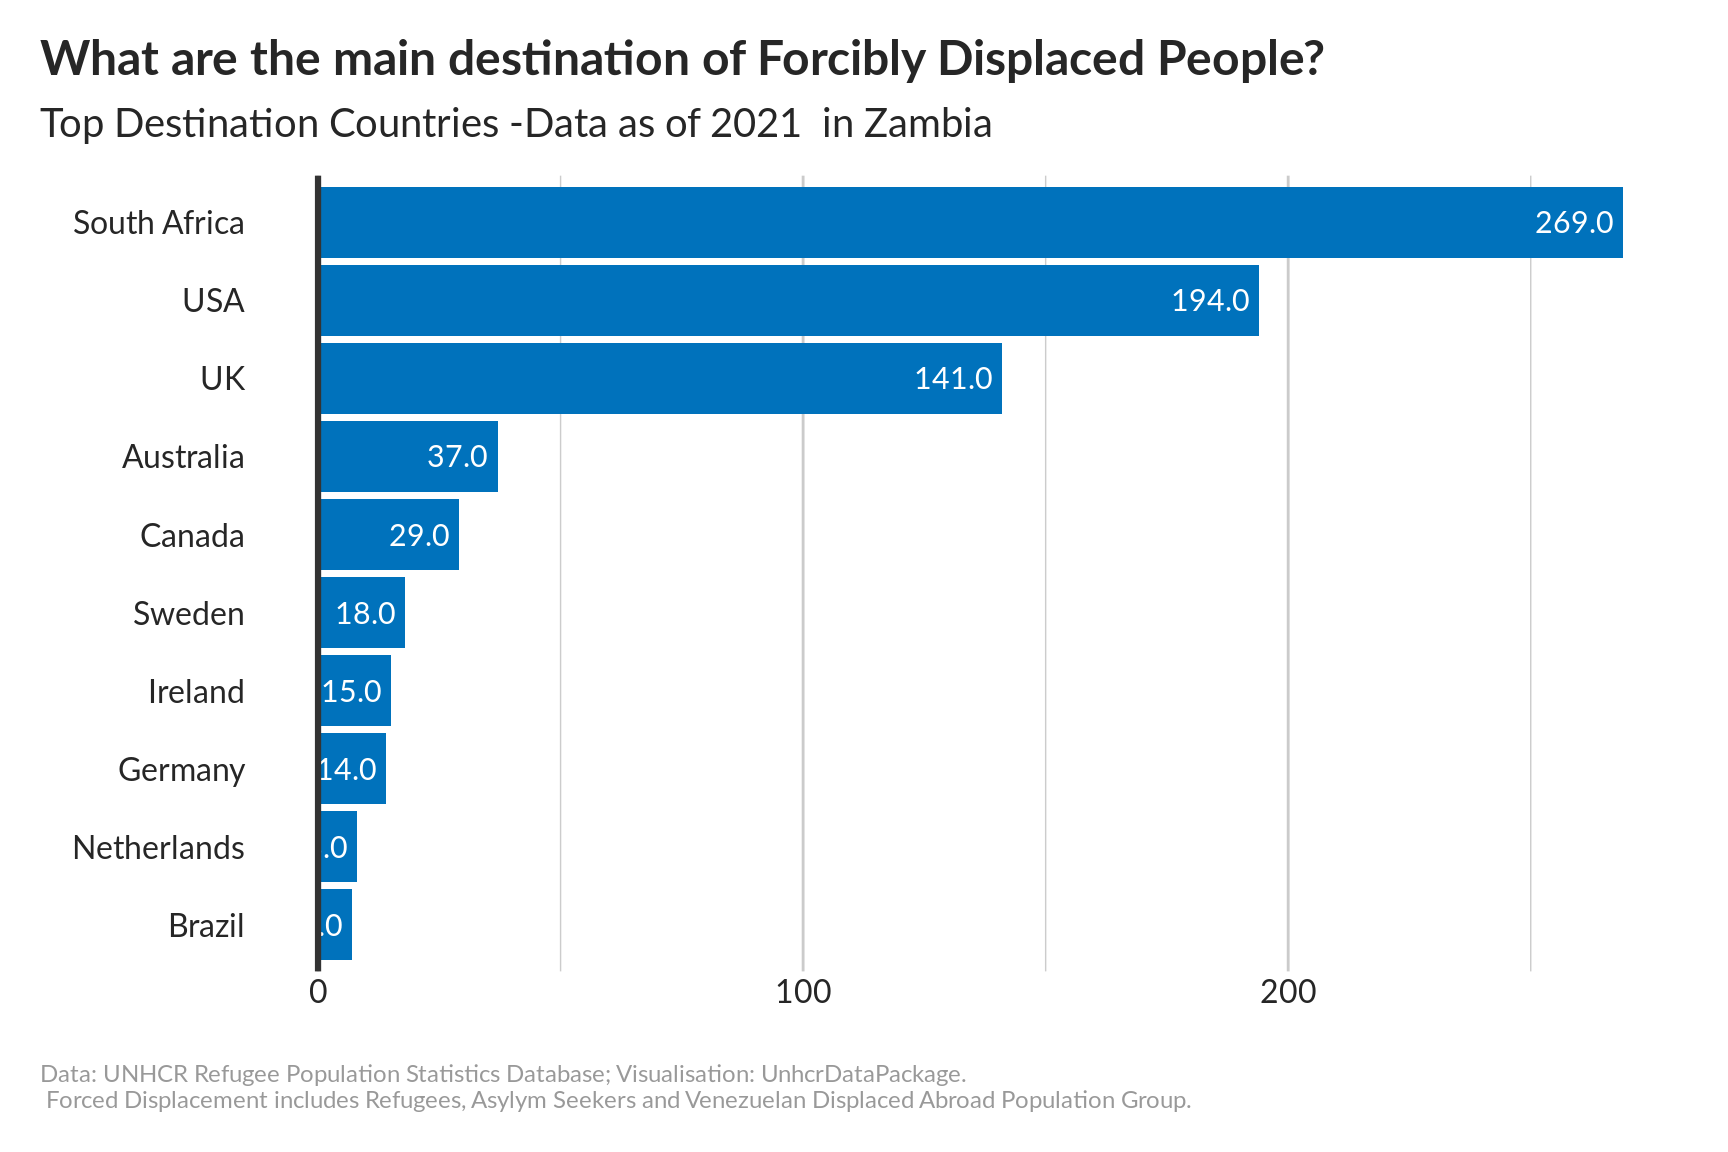 What are the main destination of Forcibly Displaced People?
Top Destination Countries -Data as of 2021  in Zambia
South Africa 269.0
USA 194.0
UK 141.0
Australia 37.0
Canada 29.0
Sweden 18.0
Ireland 15.0
Germany 14.0
Netherlands .0
Brazil .0
0 100 200
Data: UNHCR Refugee Population Statistics Database; Visualisation: UnhcrDataPackage.
Forced Displacement includes Refugees, Asylym Seekers and Venezuelan Displaced Abroad Population Group.